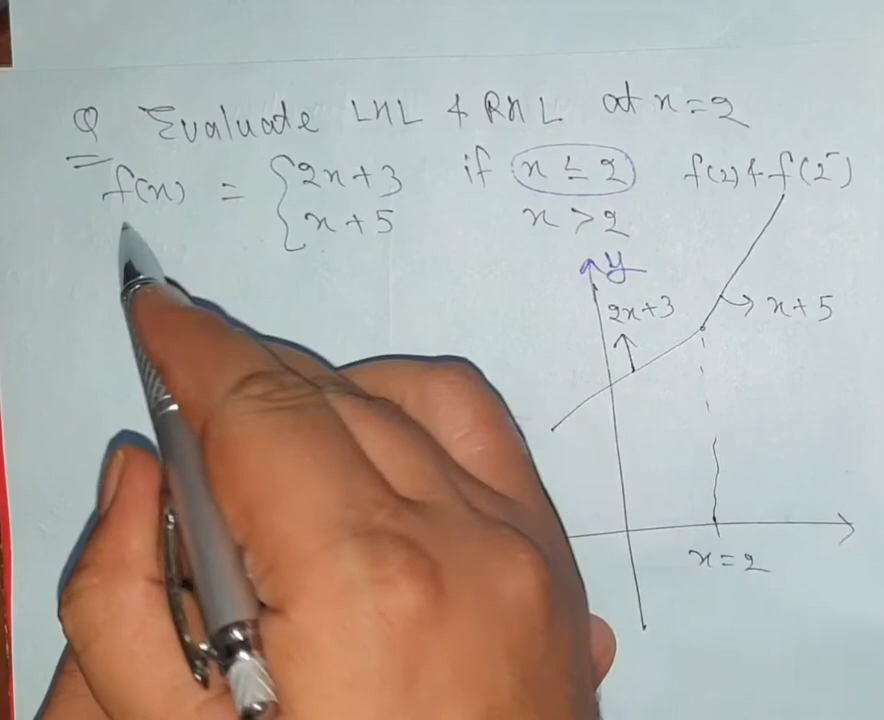 Q Evaluate LHL & RHL at x=2
f(x) = { 2x+3 if x ≤ 2 f(2) & f(2⁻)
x+5 x > 2
y
2x+3
x+5
x=2